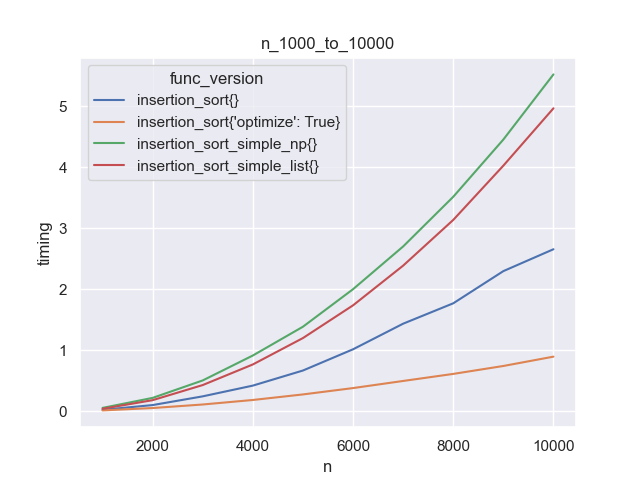 n_1000_to_10000
func_version
insertion_sort{}
insertion_sort{'optimize': True}
insertion_sort_simple_np{}
insertion_sort_simple_list{}
timing
5
4
3
2
1
0
2000 4000 6000 8000 10000
n